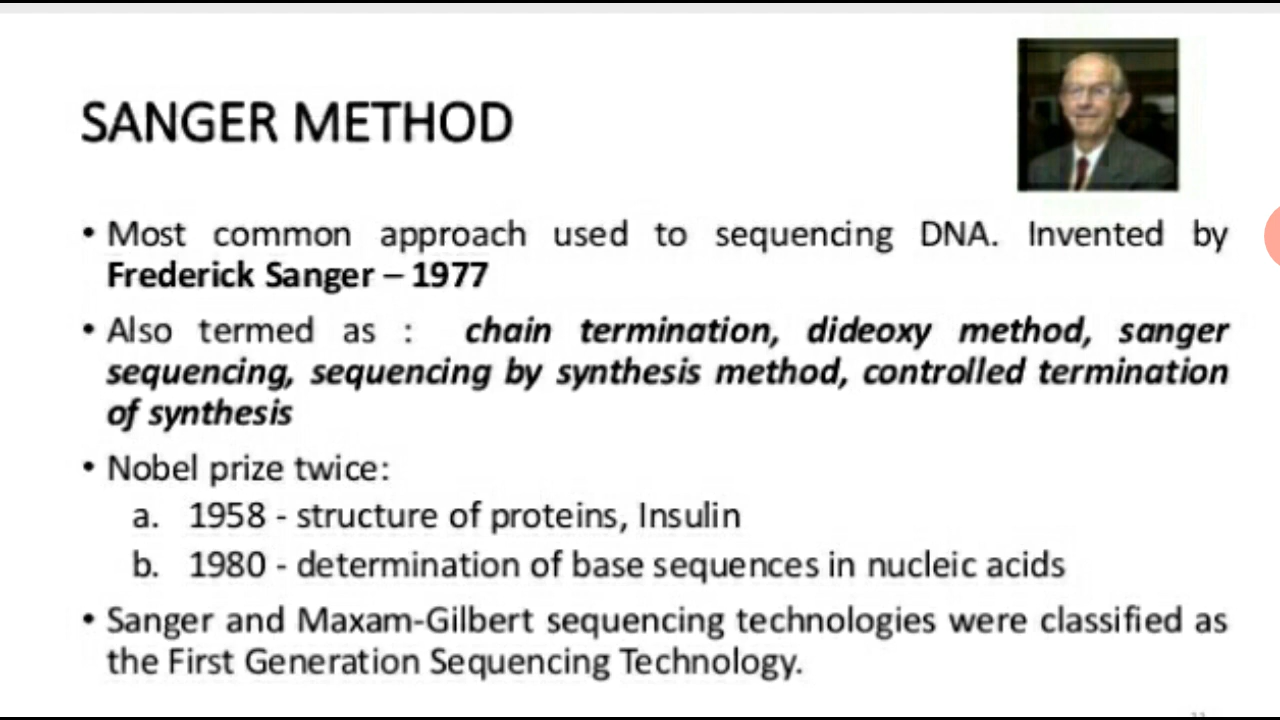 SANGER METHOD
• Most common approach used to sequencing DNA. Invented by
Frederick Sanger – 1977
• Also termed as : chain termination, dideoxy method, sanger
sequencing, sequencing by synthesis method, controlled termination
of synthesis
• Nobel prize twice:
a. 1958 - structure of proteins, Insulin
b. 1980 - determination of base sequences in nucleic acids
• Sanger and Maxam-Gilbert sequencing technologies were classified as
the First Generation Sequencing Technology.